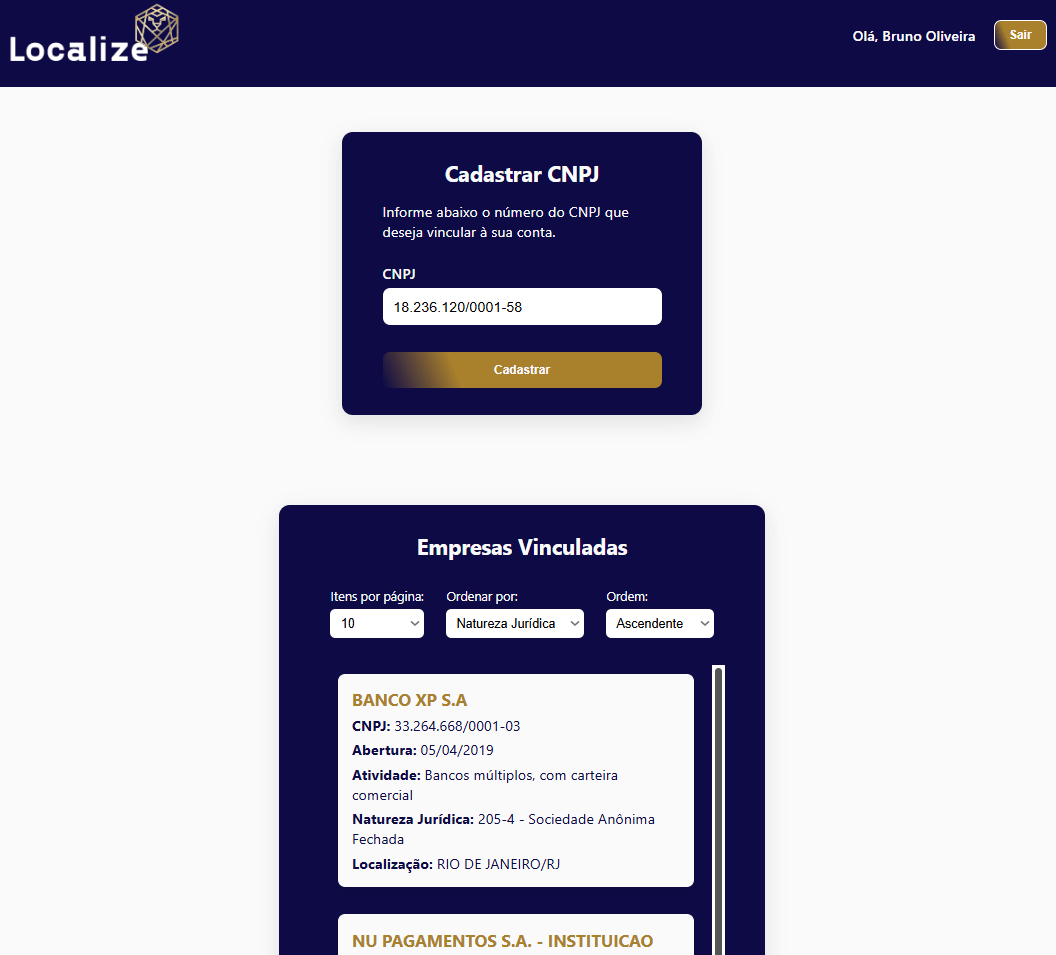 Localize
Olá, Bruno Oliveira
Sair
Cadastrar CNPJ
Informe abaixo o número do CNPJ que
deseja vincular à sua conta.
CNPJ
18.236.120/0001-58
Cadastrar
Empresas Vinculadas
Itens por página: Ordenar por: Ordem:
10 Natureza Jurídica Ascendente
BANCO XP S.A
CNPJ: 33.264.668/0001-03
Abertura: 05/04/2019
Atividade: Bancos múltiplos, com carteira
comercial
Natureza Jurídica: 205-4 - Sociedade Anônima
Fechada
Localização: RIO DE JANEIRO/RJ
NU PAGAMENTOS S.A. - INSTITUICAO